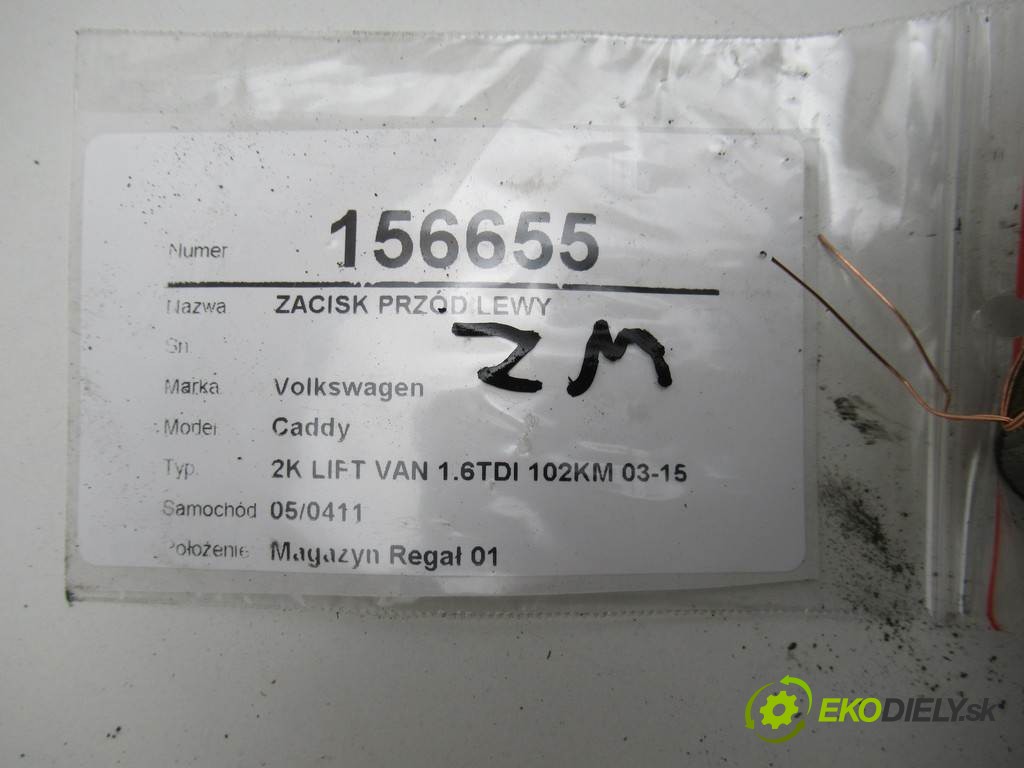 Numer 156655
Nazwa ZACISK PRZÓD LEWY
ZM
Sn.
Marka Volkswagen
Model Caddy
Typ. 2K LIFT VAN 1.6TDI 102KM 03-15
Samochód 05/0411
Położenie Magazyn Regał 01
EKODIELY.sk